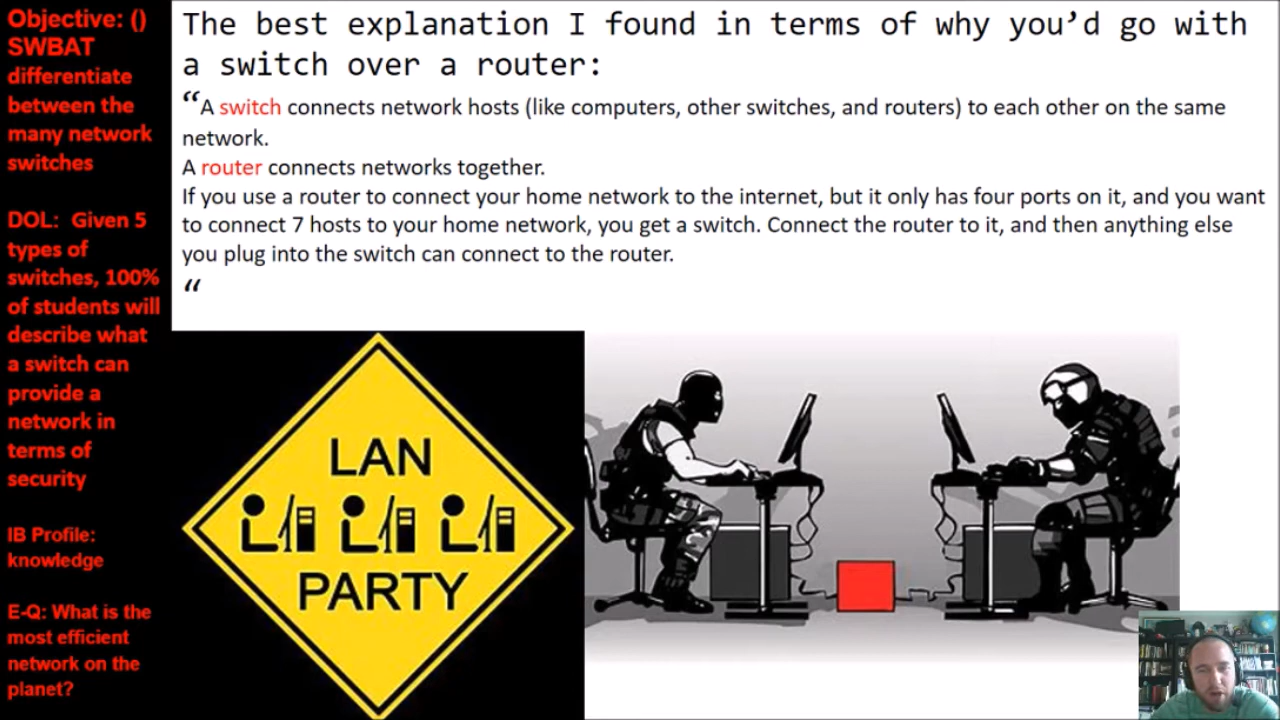 Objective: ()
SWBAT
differentiate
between the
many network
switches
DOL:  Given 5
types of
switches, 100%
of students will
describe what
a switch can
provide a
network in
terms of
security
IB Profile:
knowledge
E-Q: What is the
most efficient
network on the
planet?
The best explanation I found in terms of why you’d go with
a switch over a router:
“A switch connects network hosts (like computers, other switches, and routers) to each other on the same
network.
A router connects networks together.
If you use a router to connect your home network to the internet, but it only has four ports on it, and you want
to connect 7 hosts to your home network, you get a switch. Connect the router to it, and then anything else
you plug into the switch can connect to the router.
“
LAN
PARTY